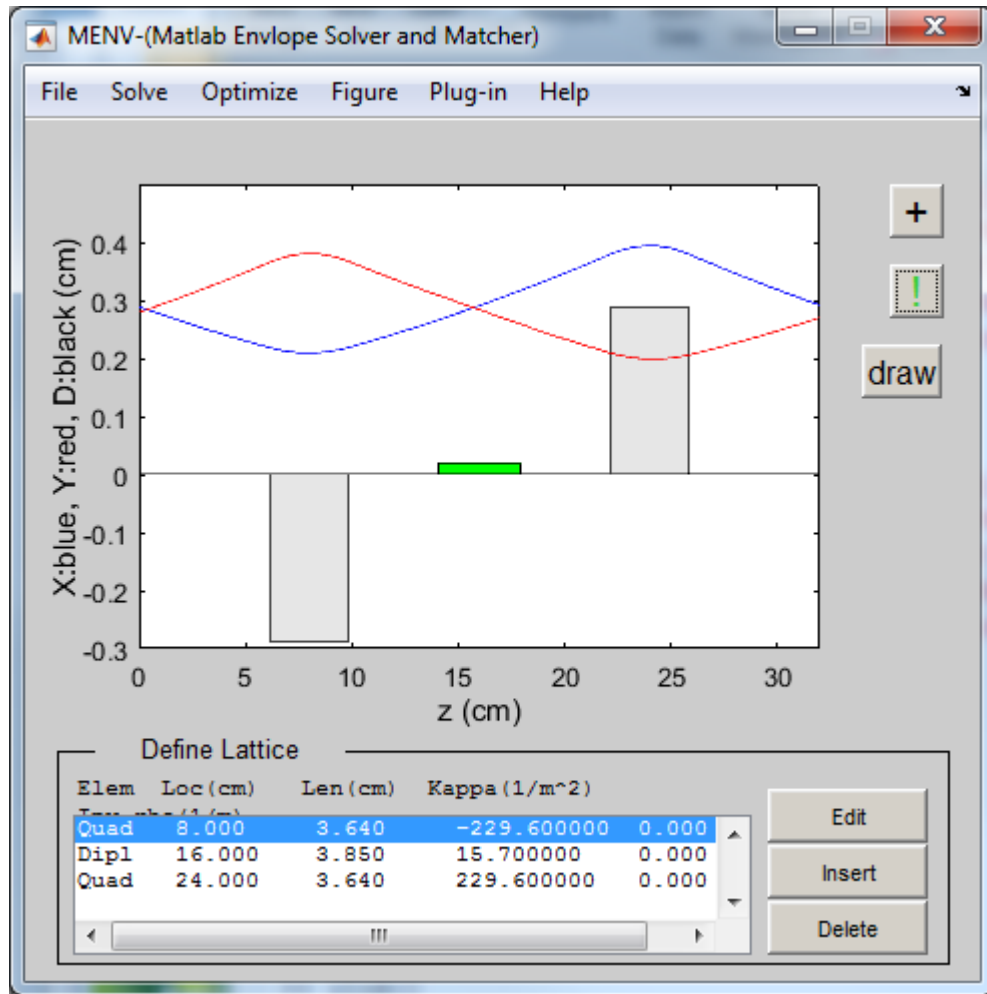 MENV-(Matlab Envlope Solver and Matcher)
File Solve Optimize Figure Plug-in Help
+
!
draw
X:blue, Y:red, D:black (cm)
0.4
0.3
0.2
0.1
0
-0.1
-0.2
-0.3
0 5 10 15 20 25 30
z (cm)
Define Lattice
Elem Loc(cm) Len(cm) Kappa(1/m^2)
Quad 8.000 3.640 -229.600000 0.000
Dipl 16.000 3.850 15.700000 0.000
Quad 24.000 3.640 229.600000 0.000
Edit
Insert
Delete